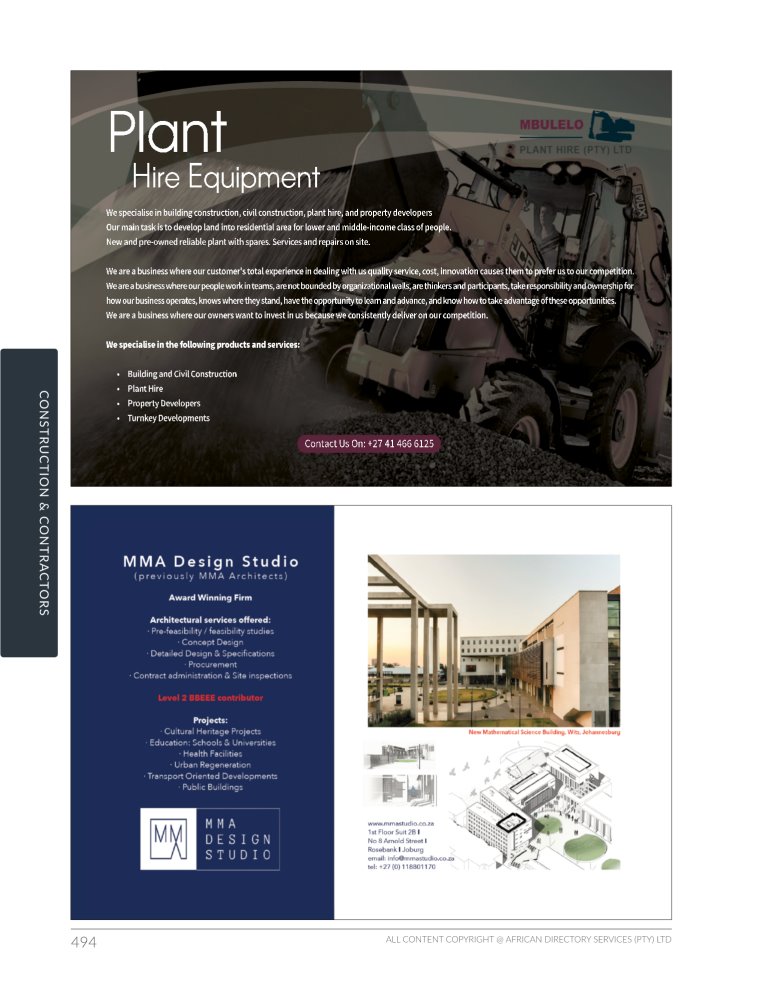 Plant
Hire Equipment
MBULELO
PLANT HIRE (PTY) LTD
We specialise in building construction, civil construction, plant hire, and property developers
Our main task is to develop land into residential area for lower and middle-income class of people.
New and pre-owned reliable plant with spares. Services and repairs on site.
We are a business where our customer's total experience in dealing with us quality service, cost, innovation causes them to prefer us to our competition.
We are a business where our people work in teams, are not bounded by organizational walls, are thinkers and participants, take responsibility and ownership for
how our business operates, knows where they stand, have the opportunity to learn and advance, and know how to take advantage of these opportunities.
We are a business where our owners want to invest in us because we consistently deliver on our competition.
We specialise in the following products and services:
• Building and Civil Construction
• Plant Hire
• Property Developers
• Turnkey Developments
Contact Us On: +27 41 466 6125
JCB
CONSTRUCTION & CONTRACTORS
MMA Design Studio
(previously MMA Architects)
Award Winning Firm
Architectural services offered:
· Pre-feasibility / feasibility studies
· Concept Design
· Detailed Design & Specifications
· Procurement
· Contract administration & Site inspections
Level 2 BBEEE contributor
Projects:
· Cultural Heritage Projects
· Education: Schools & Universities
· Health Facilities
· Urban Regeneration
· Transport Oriented Developments
· Public Buildings
MM
MMA
DESIGN
STUDIO
New Mathematical Science Building, Wits, Johannesburg
www.mmastudio.co.za
1st Floor Suit 2B I
No 8 Arnold Street I
Rosebank I Joburg
email: info@mmastudio.co.za
tel: +27 (0) 118801170
494
ALL CONTENT COPYRIGHT @ AFRICAN DIRECTORY SERVICES (PTY) LTD